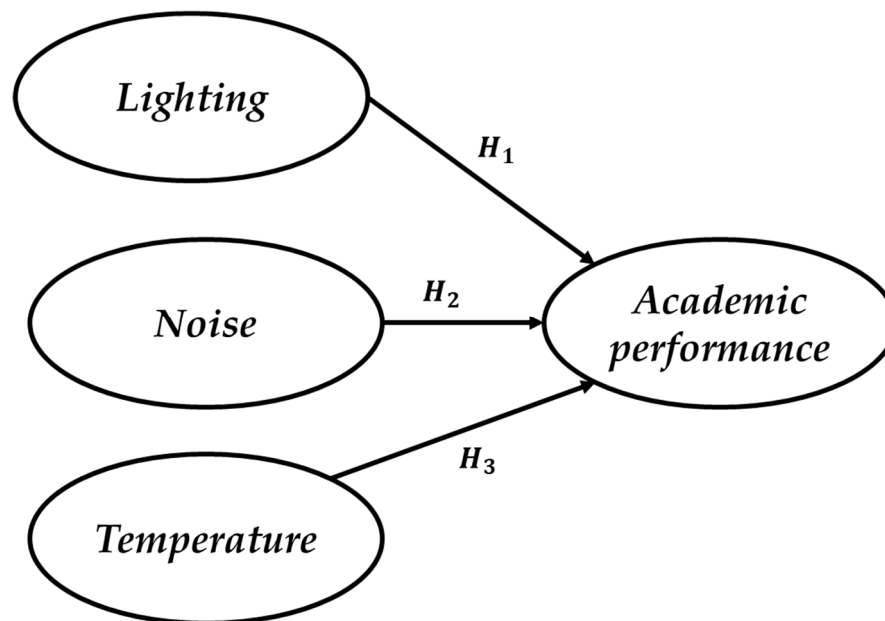 Lighting
H₁
Noise
H₂
Academic
performance
H₃
Temperature